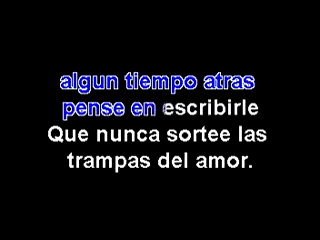 algun tiempo atras
pense en escribirle
Que nunca sortee las
trampas del amor.